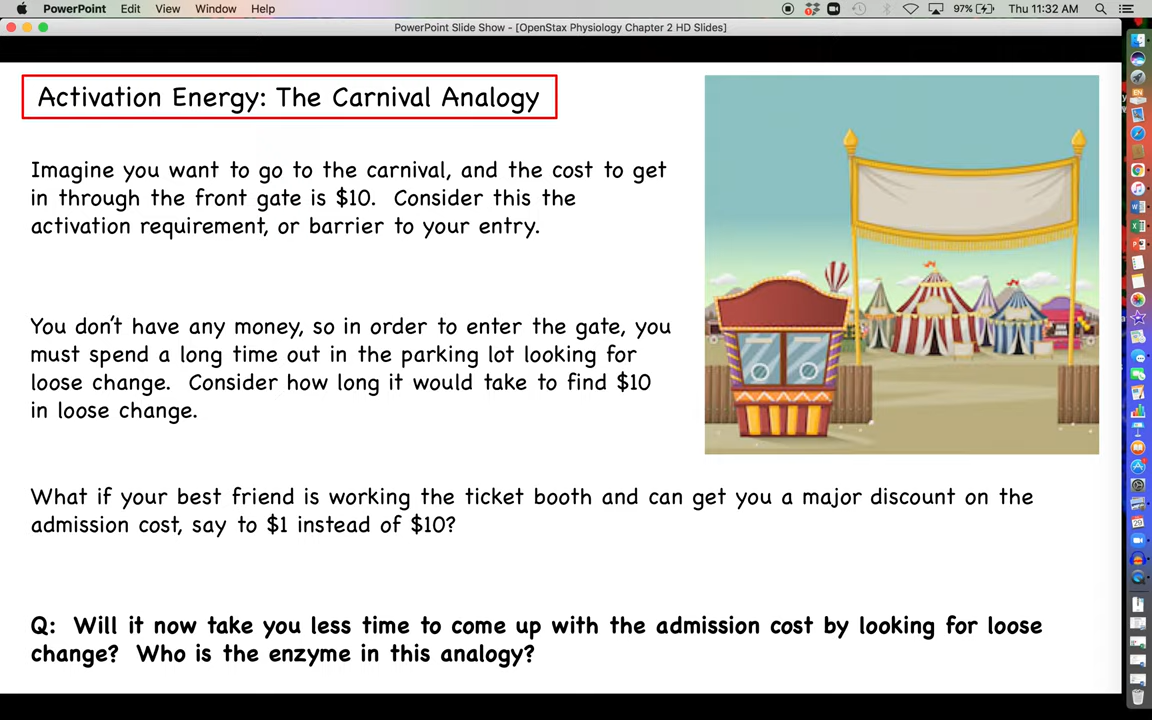 PowerPoint Edit View Window Help 97% Thu 11:32 AM
PowerPoint Slide Show - [OpenStax Physiology Chapter 2 HD Slides]
Activation Energy: The Carnival Analogy
Imagine you want to go to the carnival, and the cost to get
in through the front gate is $10. Consider this the
activation requirement, or barrier to your entry.
You don't have any money, so in order to enter the gate, you
must spend a long time out in the parking lot looking for
loose change. Consider how long it would take to find $10
in loose change.
What if your best friend is working the ticket booth and can get you a major discount on the
admission cost, say to $1 instead of $10?
Q: Will it now take you less time to come up with the admission cost by looking for loose
change? Who is the enzyme in this analogy?